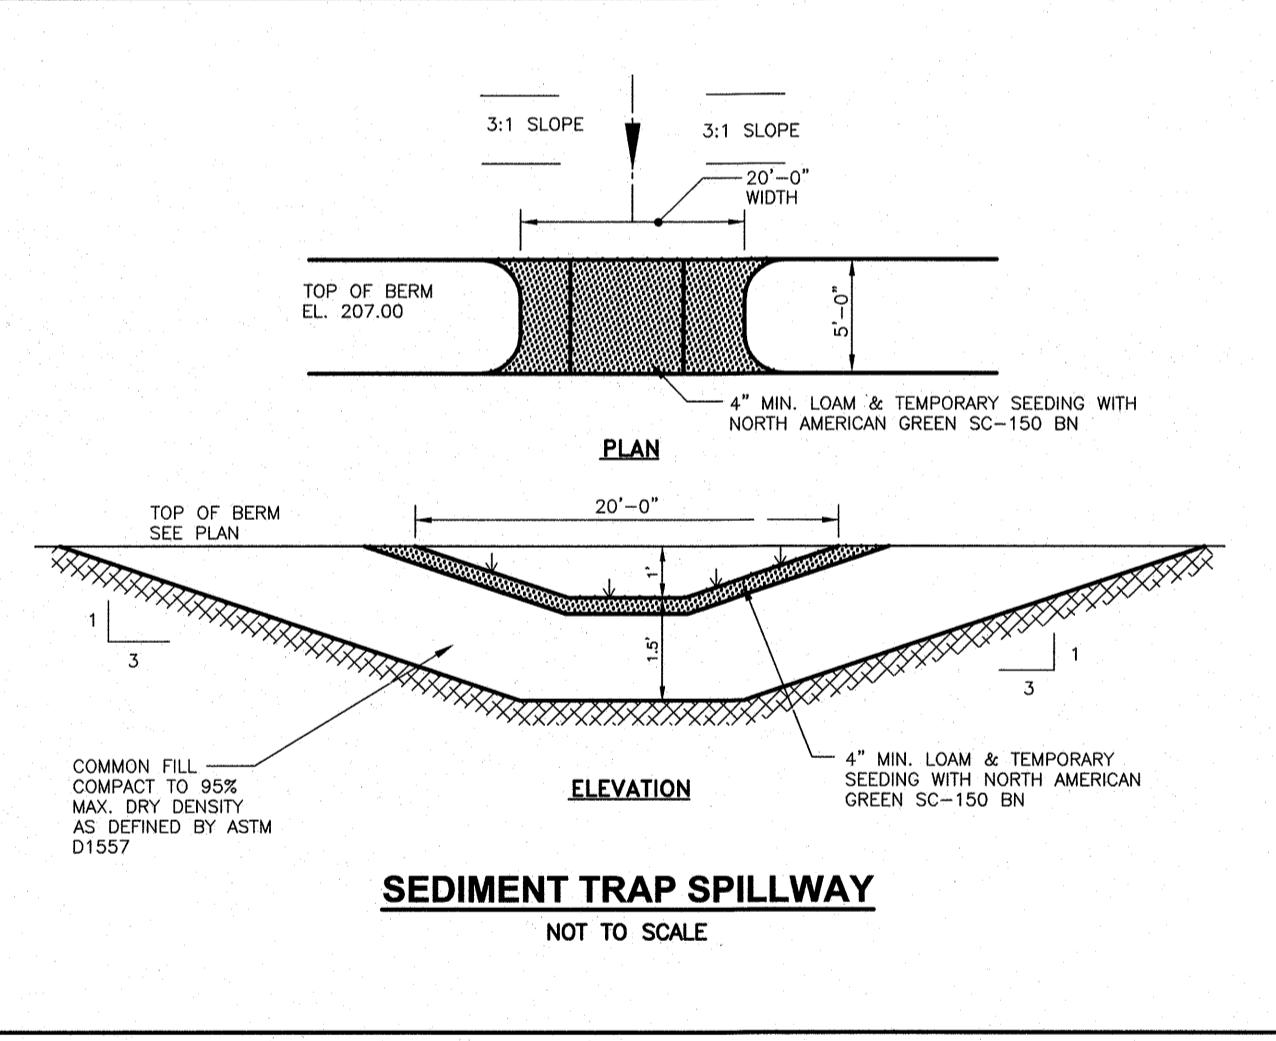 3:1 SLOPE
3:1 SLOPE
20'-0"
WIDTH
TOP OF BERM
EL. 207.00
5'-0"
4" MIN. LOAM & TEMPORARY SEEDING WITH
NORTH AMERICAN GREEN SC-150 BN
PLAN
TOP OF BERM
SEE PLAN
20'-0"
1'
1.5'
1
3
1
3
COMMON FILL
COMPACT TO 95%
MAX. DRY DENSITY
AS DEFINED BY ASTM
D1557
4" MIN. LOAM & TEMPORARY
SEEDING WITH NORTH AMERICAN
GREEN SC-150 BN
ELEVATION
SEDIMENT TRAP SPILLWAY
NOT TO SCALE